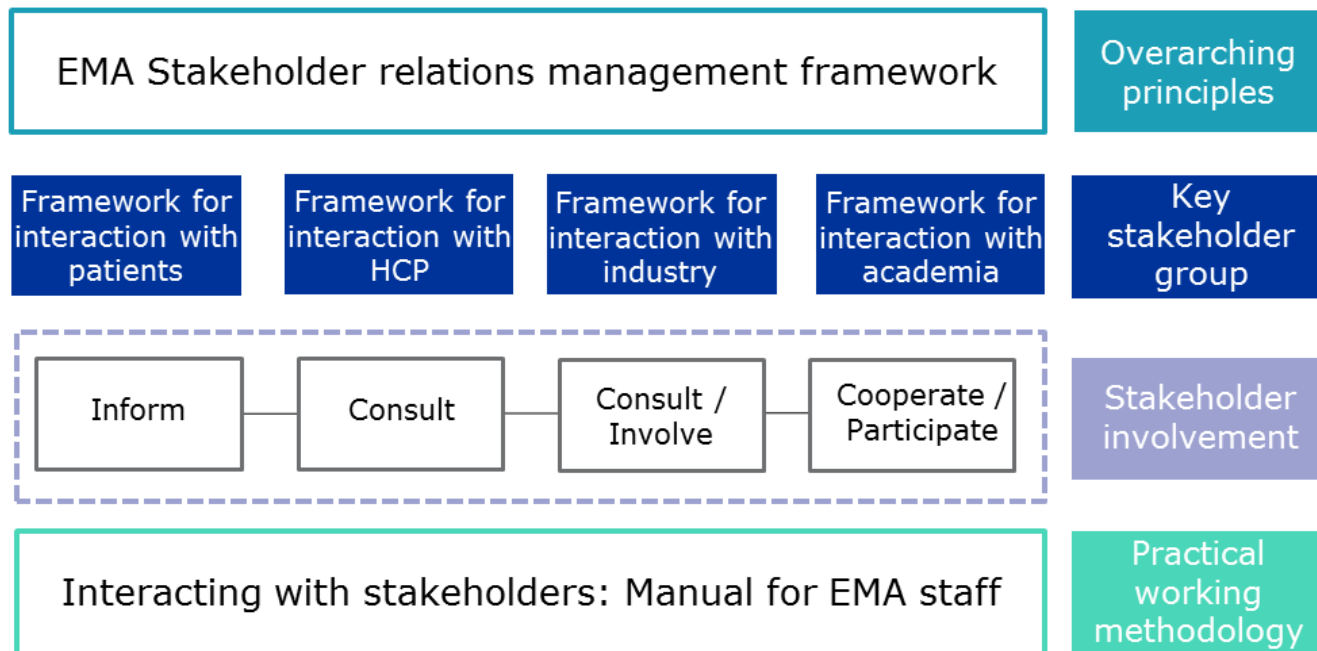 EMA Stakeholder relations management framework
Overarching
principles
Framework for
interaction with
patients
Framework for
interaction with
HCP
Framework for
interaction with
industry
Framework for
interaction with
academia
Key
stakeholder
group
Inform
Consult
Consult /
Involve
Cooperate /
Participate
Stakeholder
involvement
Interacting with stakeholders: Manual for EMA staff
Practical
working
methodology